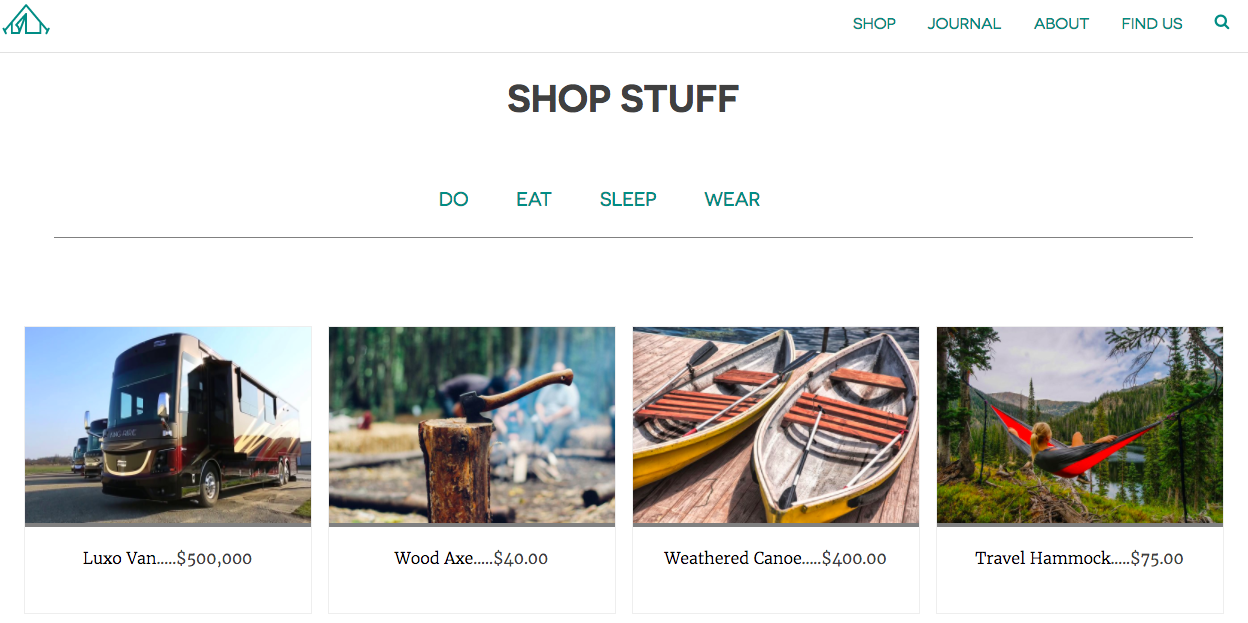 SHOP JOURNAL ABOUT FIND US
SHOP STUFF
DO EAT SLEEP WEAR
Luxo Van.....$500,000
Wood Axe.....$40.00
Weathered Canoe.....$400.00
Travel Hammock.....$75.00